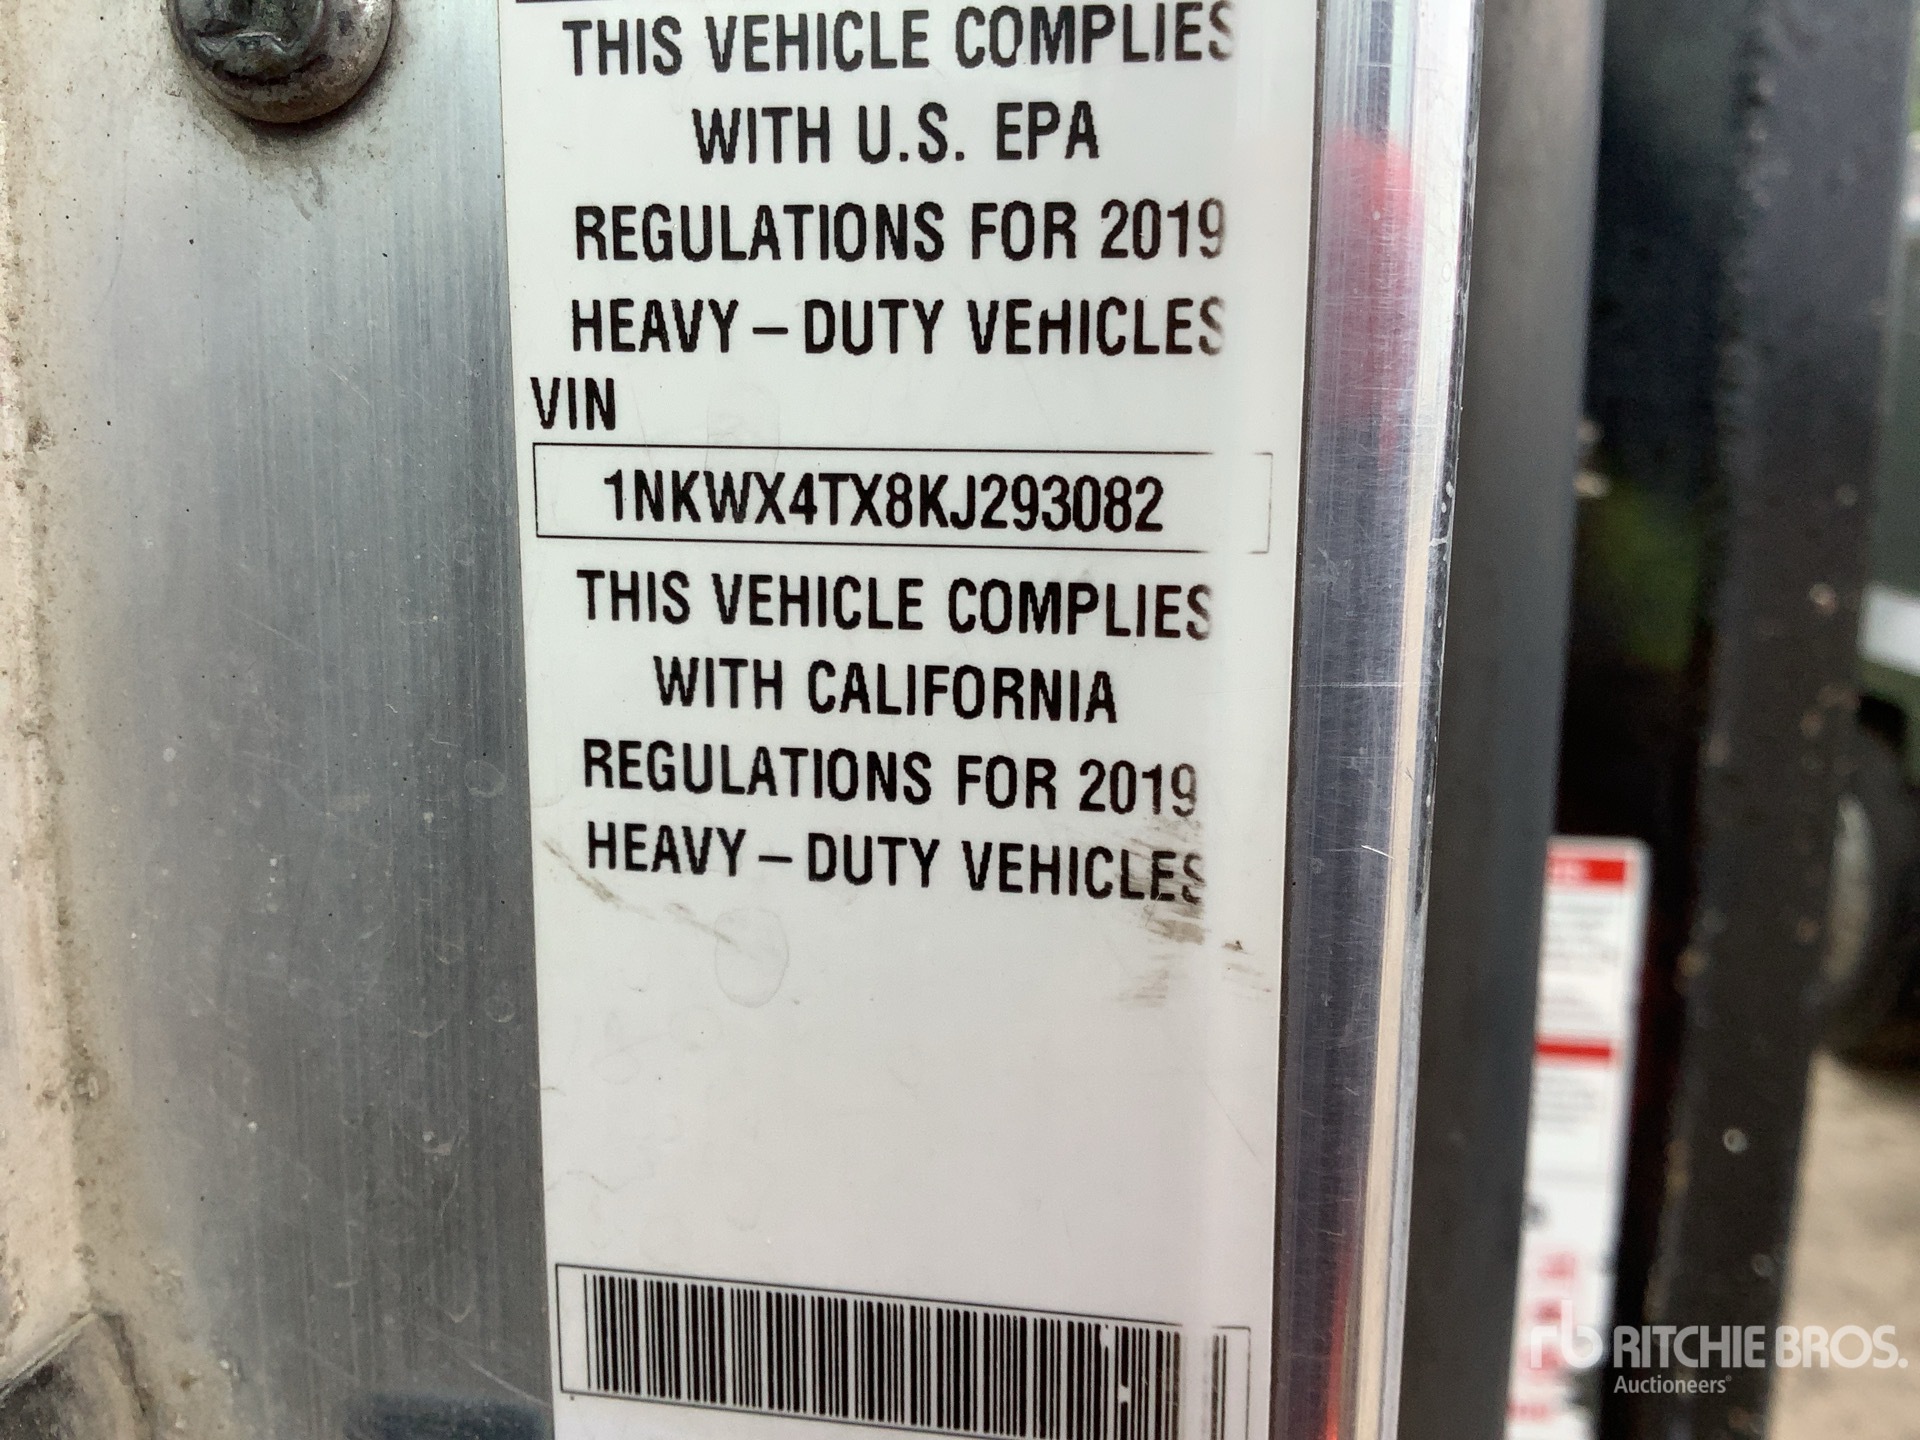 THIS VEHICLE COMPLIES
WITH U.S. EPA
REGULATIONS FOR 2019
HEAVY – DUTY VEHICLES
VIN
1NKWX4TX8KJ293082
THIS VEHICLE COMPLIES
WITH CALIFORNIA
REGULATIONS FOR 2019
HEAVY – DUTY VEHICLES
rb RITCHIE BROS.
Auctioneers